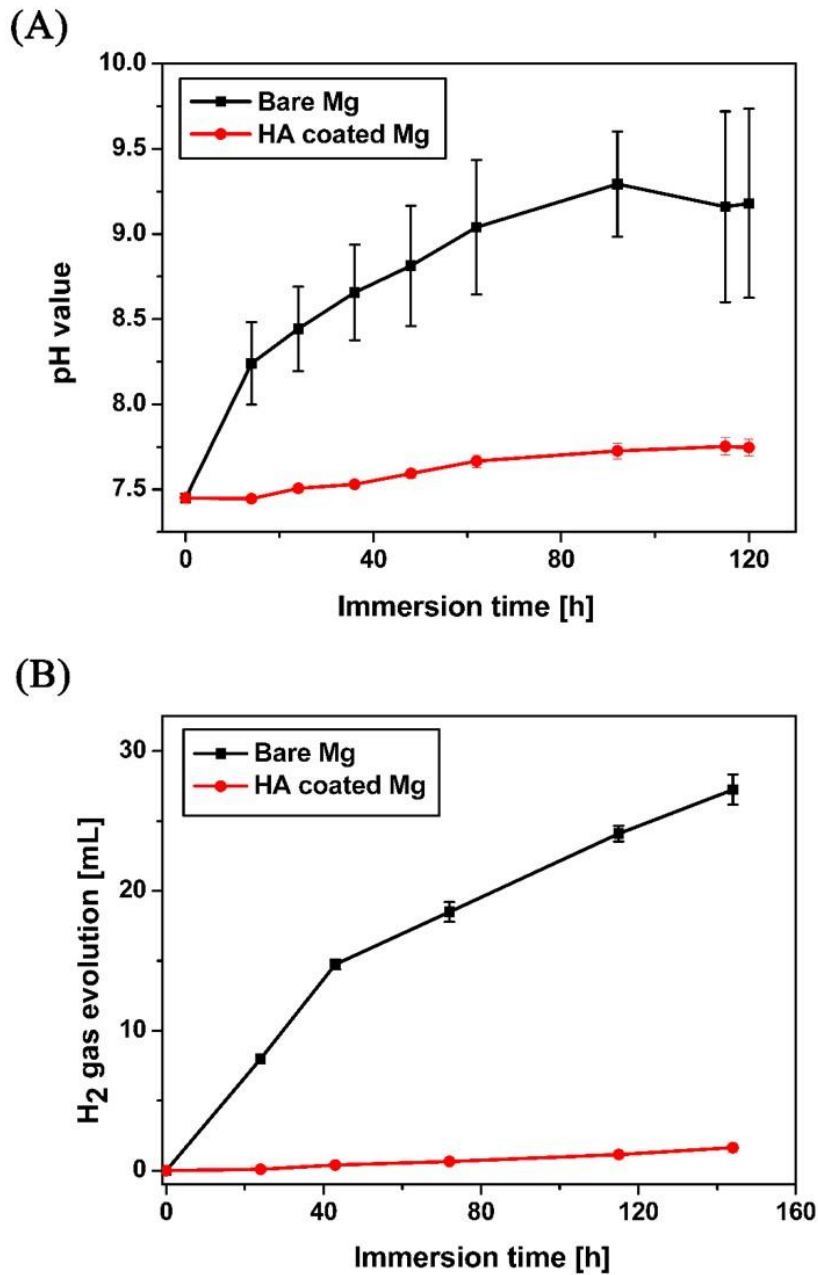 (A)
10.0
9.5
9.0
8.5
8.0
7.5
pH value
Bare Mg
HA coated Mg
0 40 80 120
Immersion time [h]
(B)
30
20
10
0
H2 gas evolution [mL]
Bare Mg
HA coated Mg
0 40 80 120 160
Immersion time [h]